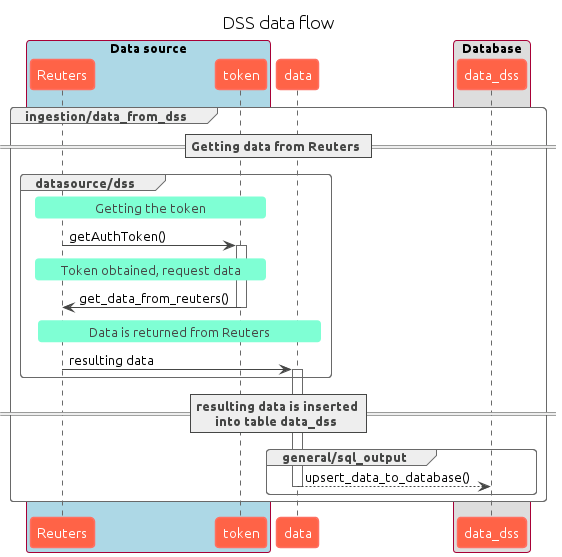 DSS data flow
Data source
Database
Reuters
token
data
data_dss
ingestion/data_from_dss
Getting data from Reuters
datasource/dss
Getting the token
getAuthToken()
Token obtained, request data
get_data_from_reuters()
Data is returned from Reuters
resulting data
resulting data is inserted
into table data_dss
general/sql_output
upsert_data_to_database()
Reuters
token
data
data_dss